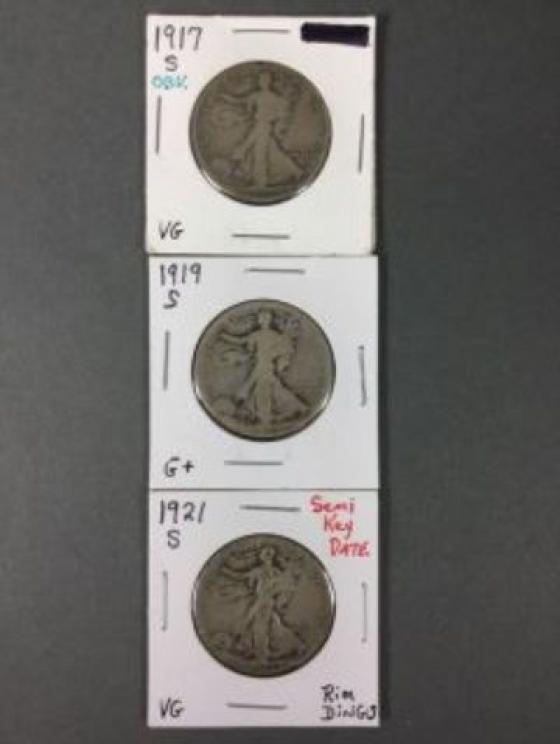 1917
S
OBV.
VG
1919
S
G+
1921
S
Semi
Key
DATE
VG
Rim
DINGS